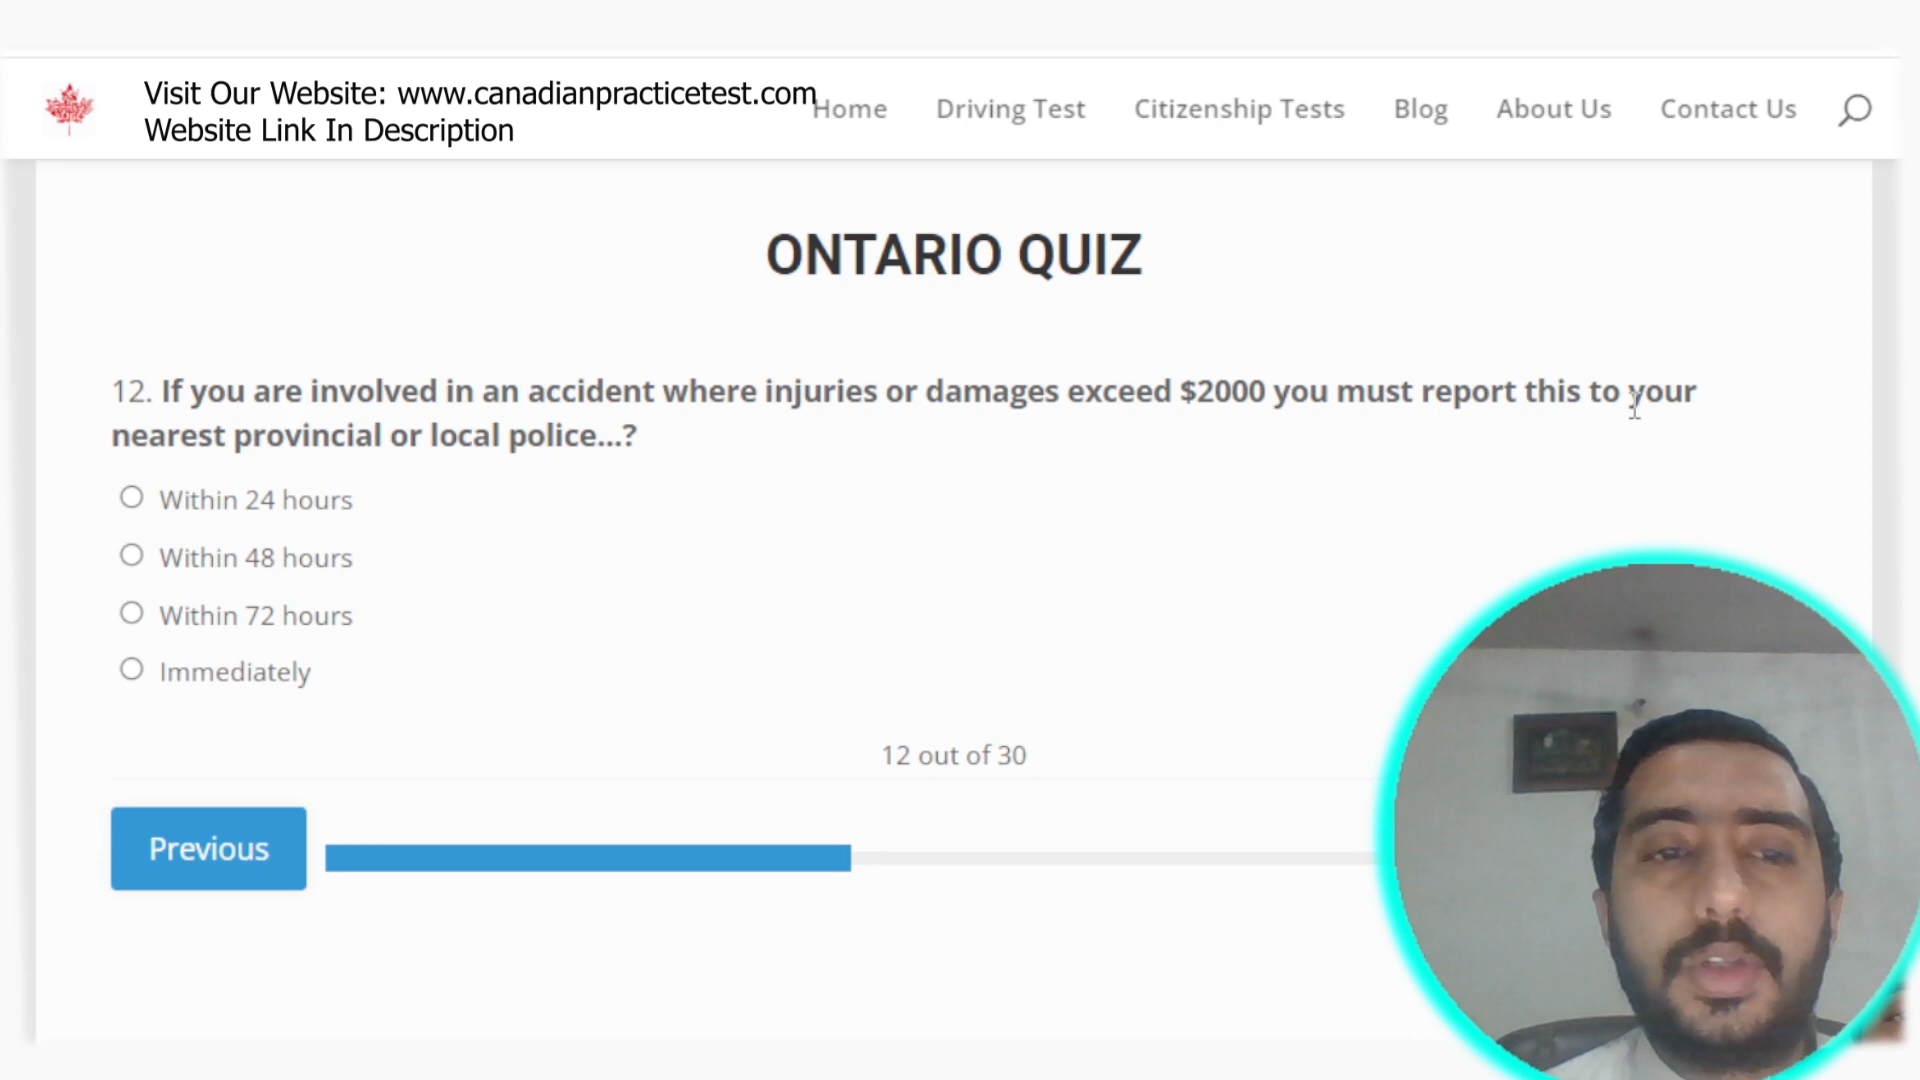 Visit Our Website: www.canadianpracticetest.com
Website Link In Description
Home Driving Test Citizenship Tests Blog About Us Contact Us
ONTARIO QUIZ
12. If you are involved in an accident where injuries or damages exceed $2000 you must report this to your
nearest provincial or local police...?
Within 24 hours
Within 48 hours
Within 72 hours
Immediately
12 out of 30
Previous